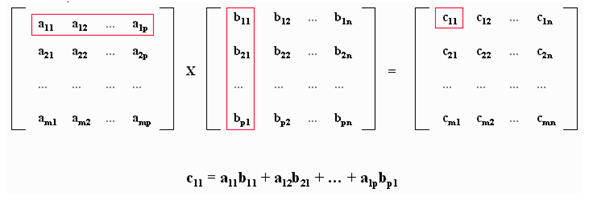 a11 a12 ... a1p b11 b12 ... b1n c11 c12 ... c1n
a21 a22 ... a2p b21 b22 ... b2n c21 c22 ... c2n
X =
... ... ... ... ... ... ... ... ... ... ... ...
am1 am2 ... amp bp1 bp2 ... bpn cm1 cm2 ... cmn
c11 = a11b11 + a12b21 + ... + a1pbp1